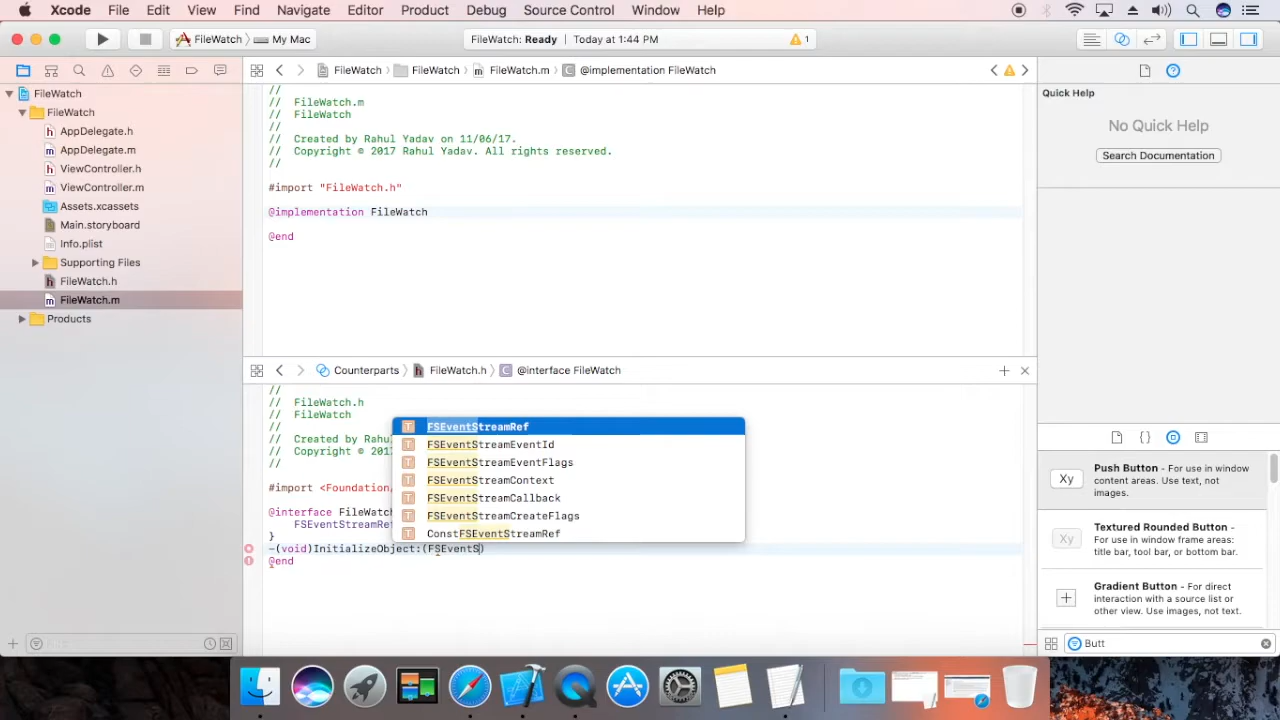 Xcode File Edit View Find Navigate Editor Product Debug Source Control Window Help
FileWatch My Mac FileWatch: Ready Today at 1:44 PM 1
FileWatch FileWatch FileWatch.m @implementation FileWatch
FileWatch
FileWatch
AppDelegate.h
AppDelegate.m
ViewController.h
ViewController.m
Assets.xcassets
Main.storyboard
Info.plist
Supporting Files
FileWatch.h
FileWatch.m
Products
//
// FileWatch.m
// FileWatch
//
// Created by Rahul Yadav on 11/06/17.
// Copyright © 2017 Rahul Yadav. All rights reserved.
//
#import "FileWatch.h"
@implementation FileWatch
@end
Counterparts FileWatch.h @interface FileWatch
//
// FileWatch.h
// FileWatch
//
// Created by Rahu
// Copyright © 201
//
#import <Foundation/
@interface FileWatch
FSEventStreamRef
}
-(void)InitializeObject:(FSEventS)
@end
FSEventStreamRef
FSEventStreamEventId
FSEventStreamEventFlags
FSEventStreamContext
FSEventStreamCallback
FSEventStreamCreateFlags
ConstFSEventStreamRef
Quick Help
No Quick Help
Search Documentation
Push Button - For use in window
content areas. Use text, not
images.
Textured Rounded Button -
For use in window frame areas:
title bar, tool bar, or bottom bar.
Gradient Button - For direct
interaction with a source list or
other view. Use images, not text.
Xy
Xy
Butt